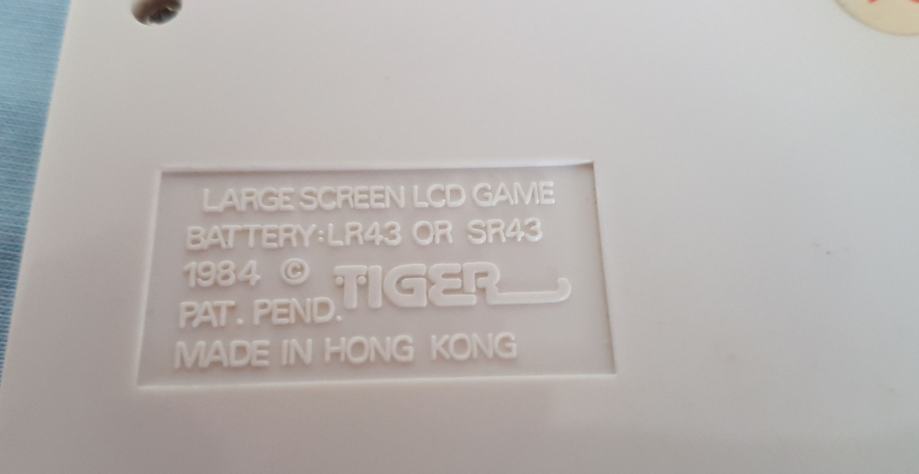 LARGE SCREEN LCD GAME
BATTERY:LR43 OR SR43
1984 © TIGER
PAT. PEND.
MADE IN HONG KONG